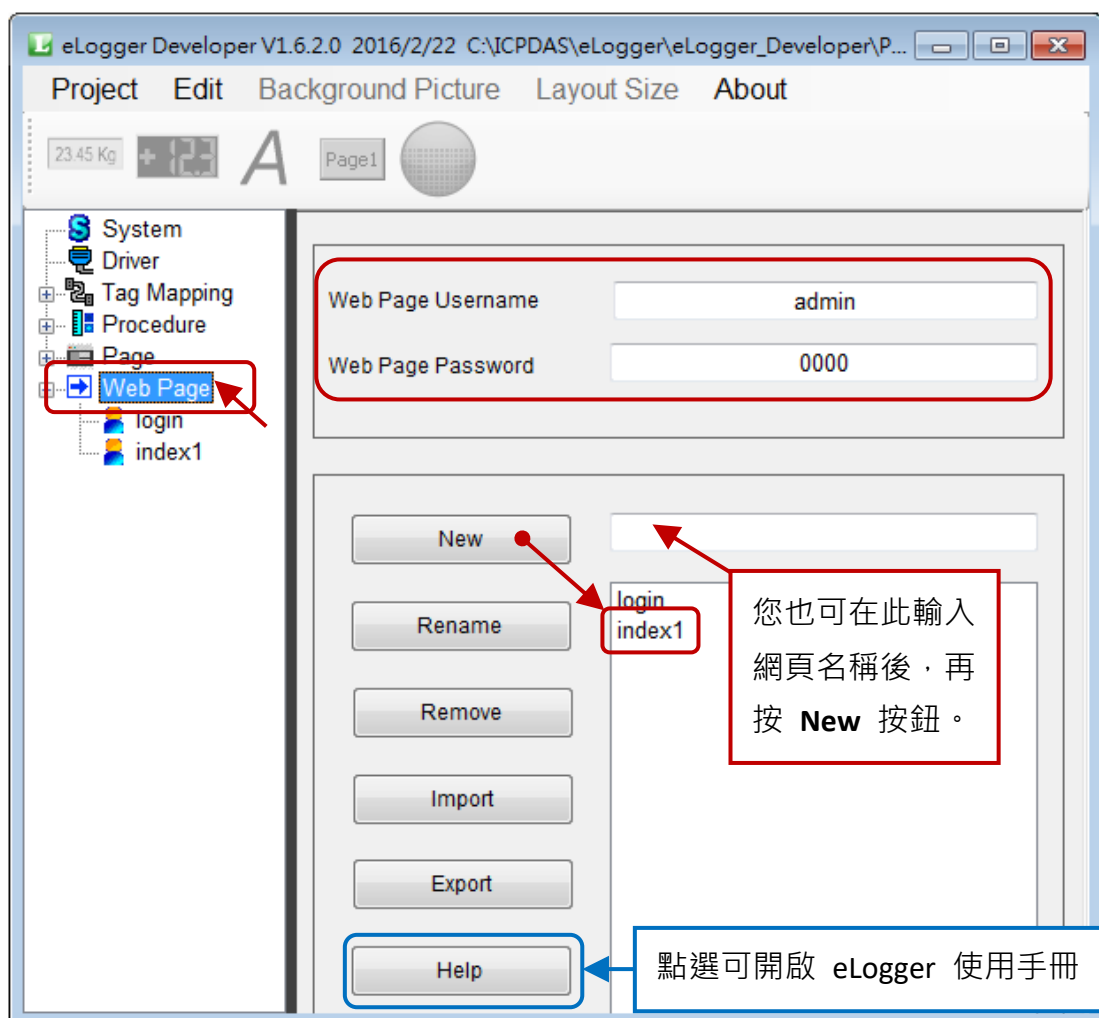 eLogger Developer V1.6.2.0 2016/2/22 C:\ICPDAS\eLogger\eLogger_Developer\P...
Project Edit Background Picture Layout Size About
23.45 Kg +12.3 A Page1
System
Driver
Tag Mapping
Procedure
Page
Web Page
login
index1
Web Page Username admin
Web Page Password 0000
New
Rename
Remove
Import
Export
Help
login
index1
您也可在此輸入
網頁名稱後，再
按 New 按鈕。
點選可開啟 eLogger 使用手冊